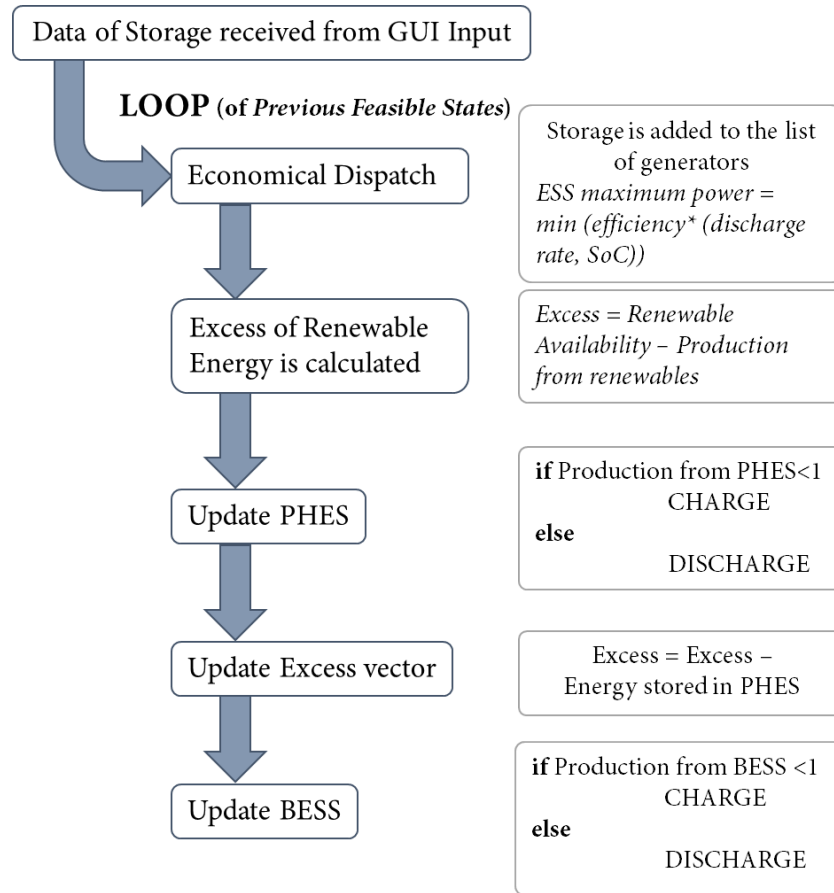 Data of Storage received from GUI Input
LOOP (of Previous Feasible States)
Economical Dispatch
Storage is added to the list
of generators
ESS maximum power =
min (efficiency* (discharge
rate, SoC))
Excess of Renewable
Energy is calculated
Excess = Renewable
Availability – Production
from renewables
Update PHES
if Production from PHES<1
CHARGE
else
DISCHARGE
Update Excess vector
Excess = Excess –
Energy stored in PHES
Update BESS
if Production from BESS <1
CHARGE
else
DISCHARGE